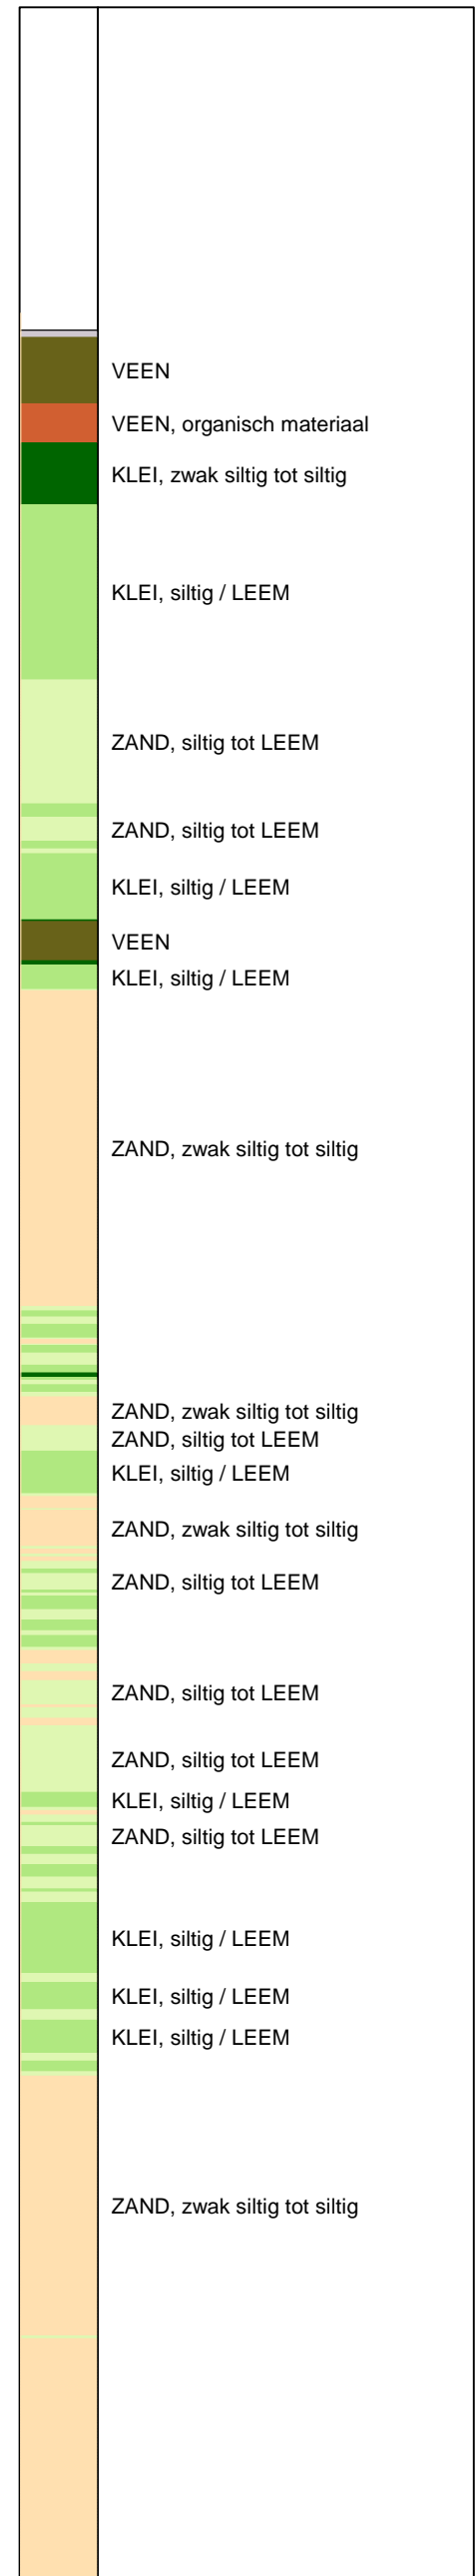 VEEN
VEEN, organisch materiaal
KLEI, zwak siltig tot siltig
KLEI, siltig / LEEM
ZAND, siltig tot LEEM
ZAND, siltig tot LEEM
KLEI, siltig / LEEM
VEEN
KLEI, siltig / LEEM
ZAND, zwak siltig tot siltig
ZAND, zwak siltig tot siltig
ZAND, siltig tot LEEM
KLEI, siltig / LEEM
ZAND, zwak siltig tot siltig
ZAND, siltig tot LEEM
ZAND, siltig tot LEEM
ZAND, siltig tot LEEM
KLEI, siltig / LEEM
ZAND, siltig tot LEEM
KLEI, siltig / LEEM
KLEI, siltig / LEEM
KLEI, siltig / LEEM
ZAND, zwak siltig tot siltig